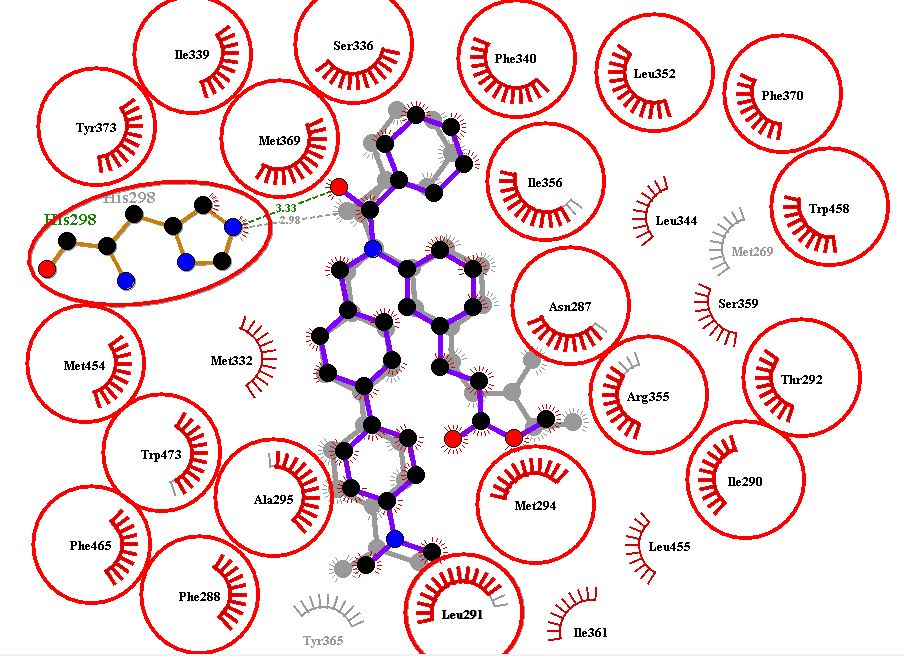 Ser336
Ile339
Phe340
Leu352
Phe370
Tyr373
Met369
Ile356
His298
His298
3.33
2.98
Leu344
Trp458
Met269
Asn287
Ser359
Met454
Met332
Arg355
Thr292
Trp473
Ala295
Met294
Ile290
Phe465
Leu455
Phe288
Leu291
Tyr365
Ile361